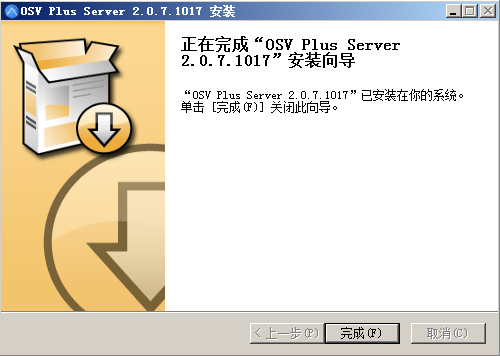 OSV Plus Server 2.0.7.1017 安装
正在完成“OSV Plus Server
2.0.7.1017”安装向导
“OSV Plus Server 2.0.7.1017”已安装在你的系统。
单击 [完成(F)] 关闭此向导。
< 上一步(P)
完成(F)
取消(C)